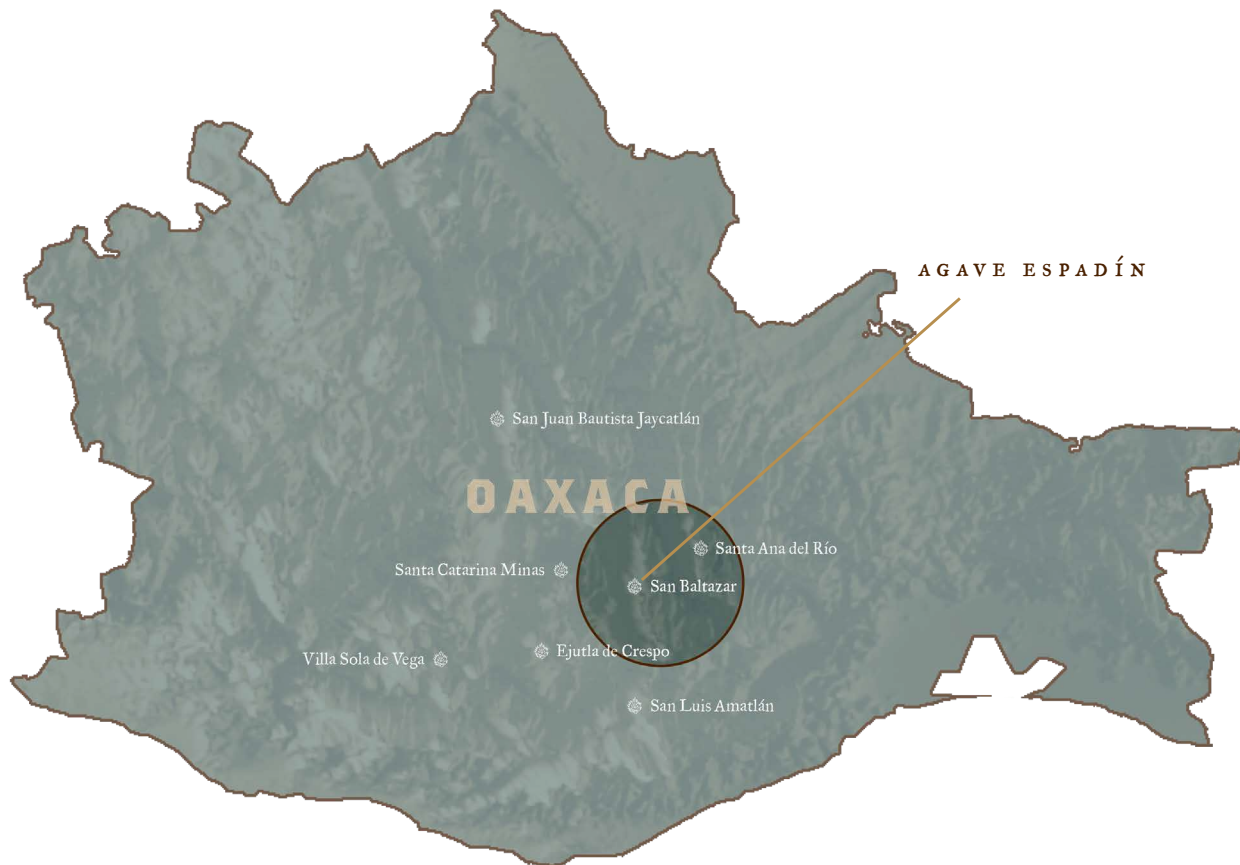 AGAVE ESPADÍN
San Juan Bautista Jaycatlán
OAXACA
Santa Ana del Río
Santa Catarina Minas
San Baltazar
Ejutla de Crespo
Villa Sola de Vega
San Luis Amatlán